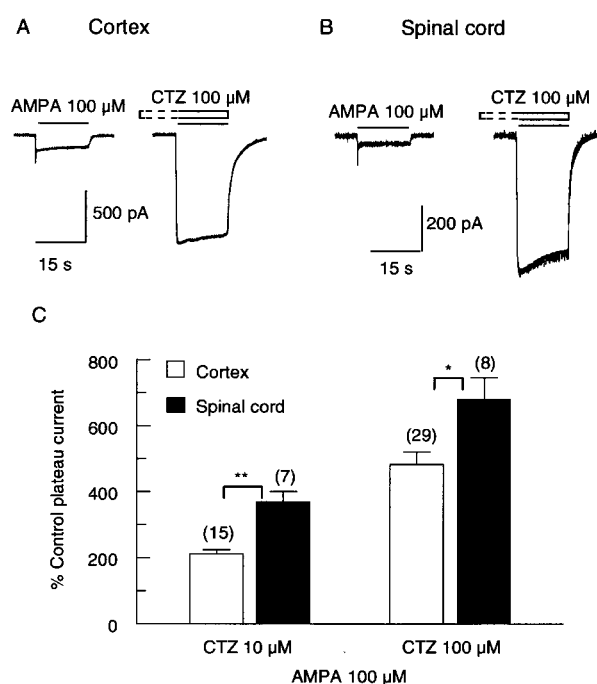 A Cortex
AMPA 100 µM
CTZ 100 µM
500 pA
15 s
B Spinal cord
AMPA 100 µM
CTZ 100 µM
200 pA
15 s
C
% Control plateau current
800
600
400
200
0
Cortex
Spinal cord
(15)
**
(7)
(29)
*
(8)
CTZ 10 µM
CTZ 100 µM
AMPA 100 µM